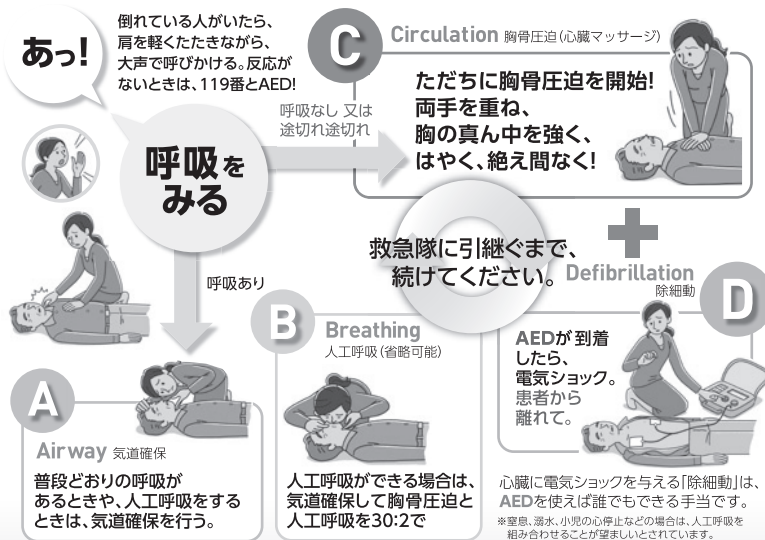 あっ!
倒れている人がいたら、
肩を軽くたたきながら、
大声で呼びかける。反応が
ないときは、119番とAED!
呼吸を
みる
呼吸なし 又は
途切れ途切れ
C
Circulation 胸骨圧迫(心臓マッサージ)
ただちに胸骨圧迫を開始!
両手を重ね、
胸の真ん中を強く、
はやく、絶え間なく!
救急隊に引継ぐまで、
続けてください。
呼吸あり
A
Airway 気道確保
普段どおりの呼吸が
あるときや、人工呼吸をする
ときは、気道確保を行う。
B
Breathing
人工呼吸(省略可能)
人工呼吸ができる場合は、
気道確保して胸骨圧迫と
人工呼吸を30:2で
D
Defibrillation
除細動
AEDが到着
したら、
電気ショック。
患者から
離れて。
心臓に電気ショックを与える「除細動」は、
AEDを使えば誰でもできる手当です。
※窒息、溺水、小児の心停止などの場合は、人工呼吸を
組み合わせることが望ましいとされています。